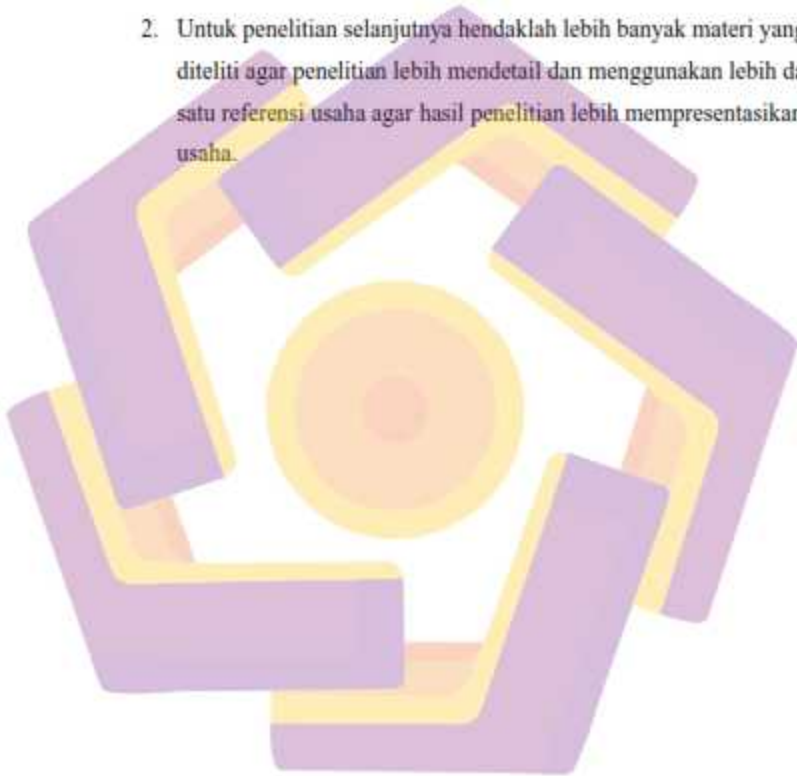 2. Untuk penelitian selanjutnya hendaklah lebih banyak materi yang
diteliti agar penelitian lebih mendetail dan menggunakan lebih
satu referensi usaha agar hasil penelitian lebih mempresentasikan
usaha.